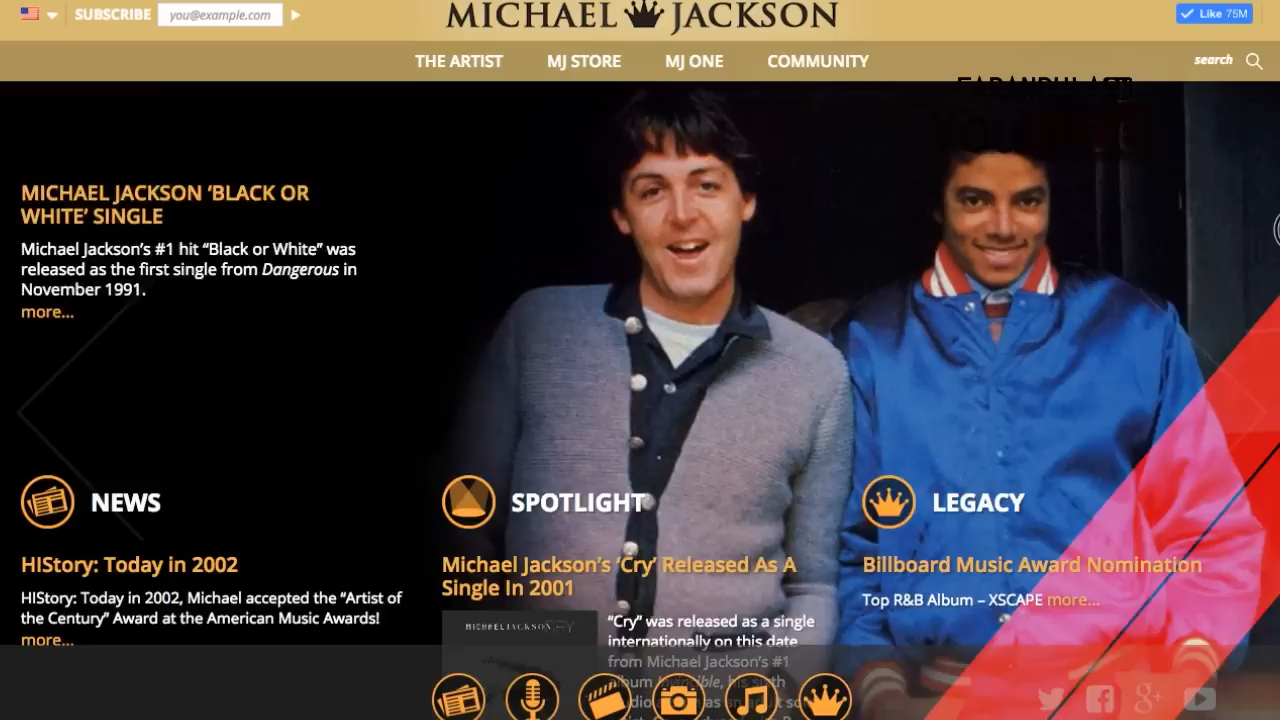 SUBSCRIBE you@example.com
MICHAEL JACKSON
Like 75M
THE ARTIST MJ STORE MJ ONE COMMUNITY
search
MICHAEL JACKSON ‘BLACK OR
WHITE’ SINGLE
Michael Jackson’s #1 hit “Black or White” was
released as the first single from Dangerous in
November 1991.
more...
NEWS
HIStory: Today in 2002
HIStory: Today in 2002, Michael accepted the “Artist of
the Century” Award at the American Music Awards!
more...
SPOTLIGHT
Michael Jackson’s ‘Cry’ Released As A
Single In 2001
MICHAELJACKSON
“Cry” was released as a single
internationally on this date
from Michael Jackson’s #1
album Invincible, his sixth
LEGACY
Billboard Music Award Nomination
Top R&B Album – XSCAPE more...